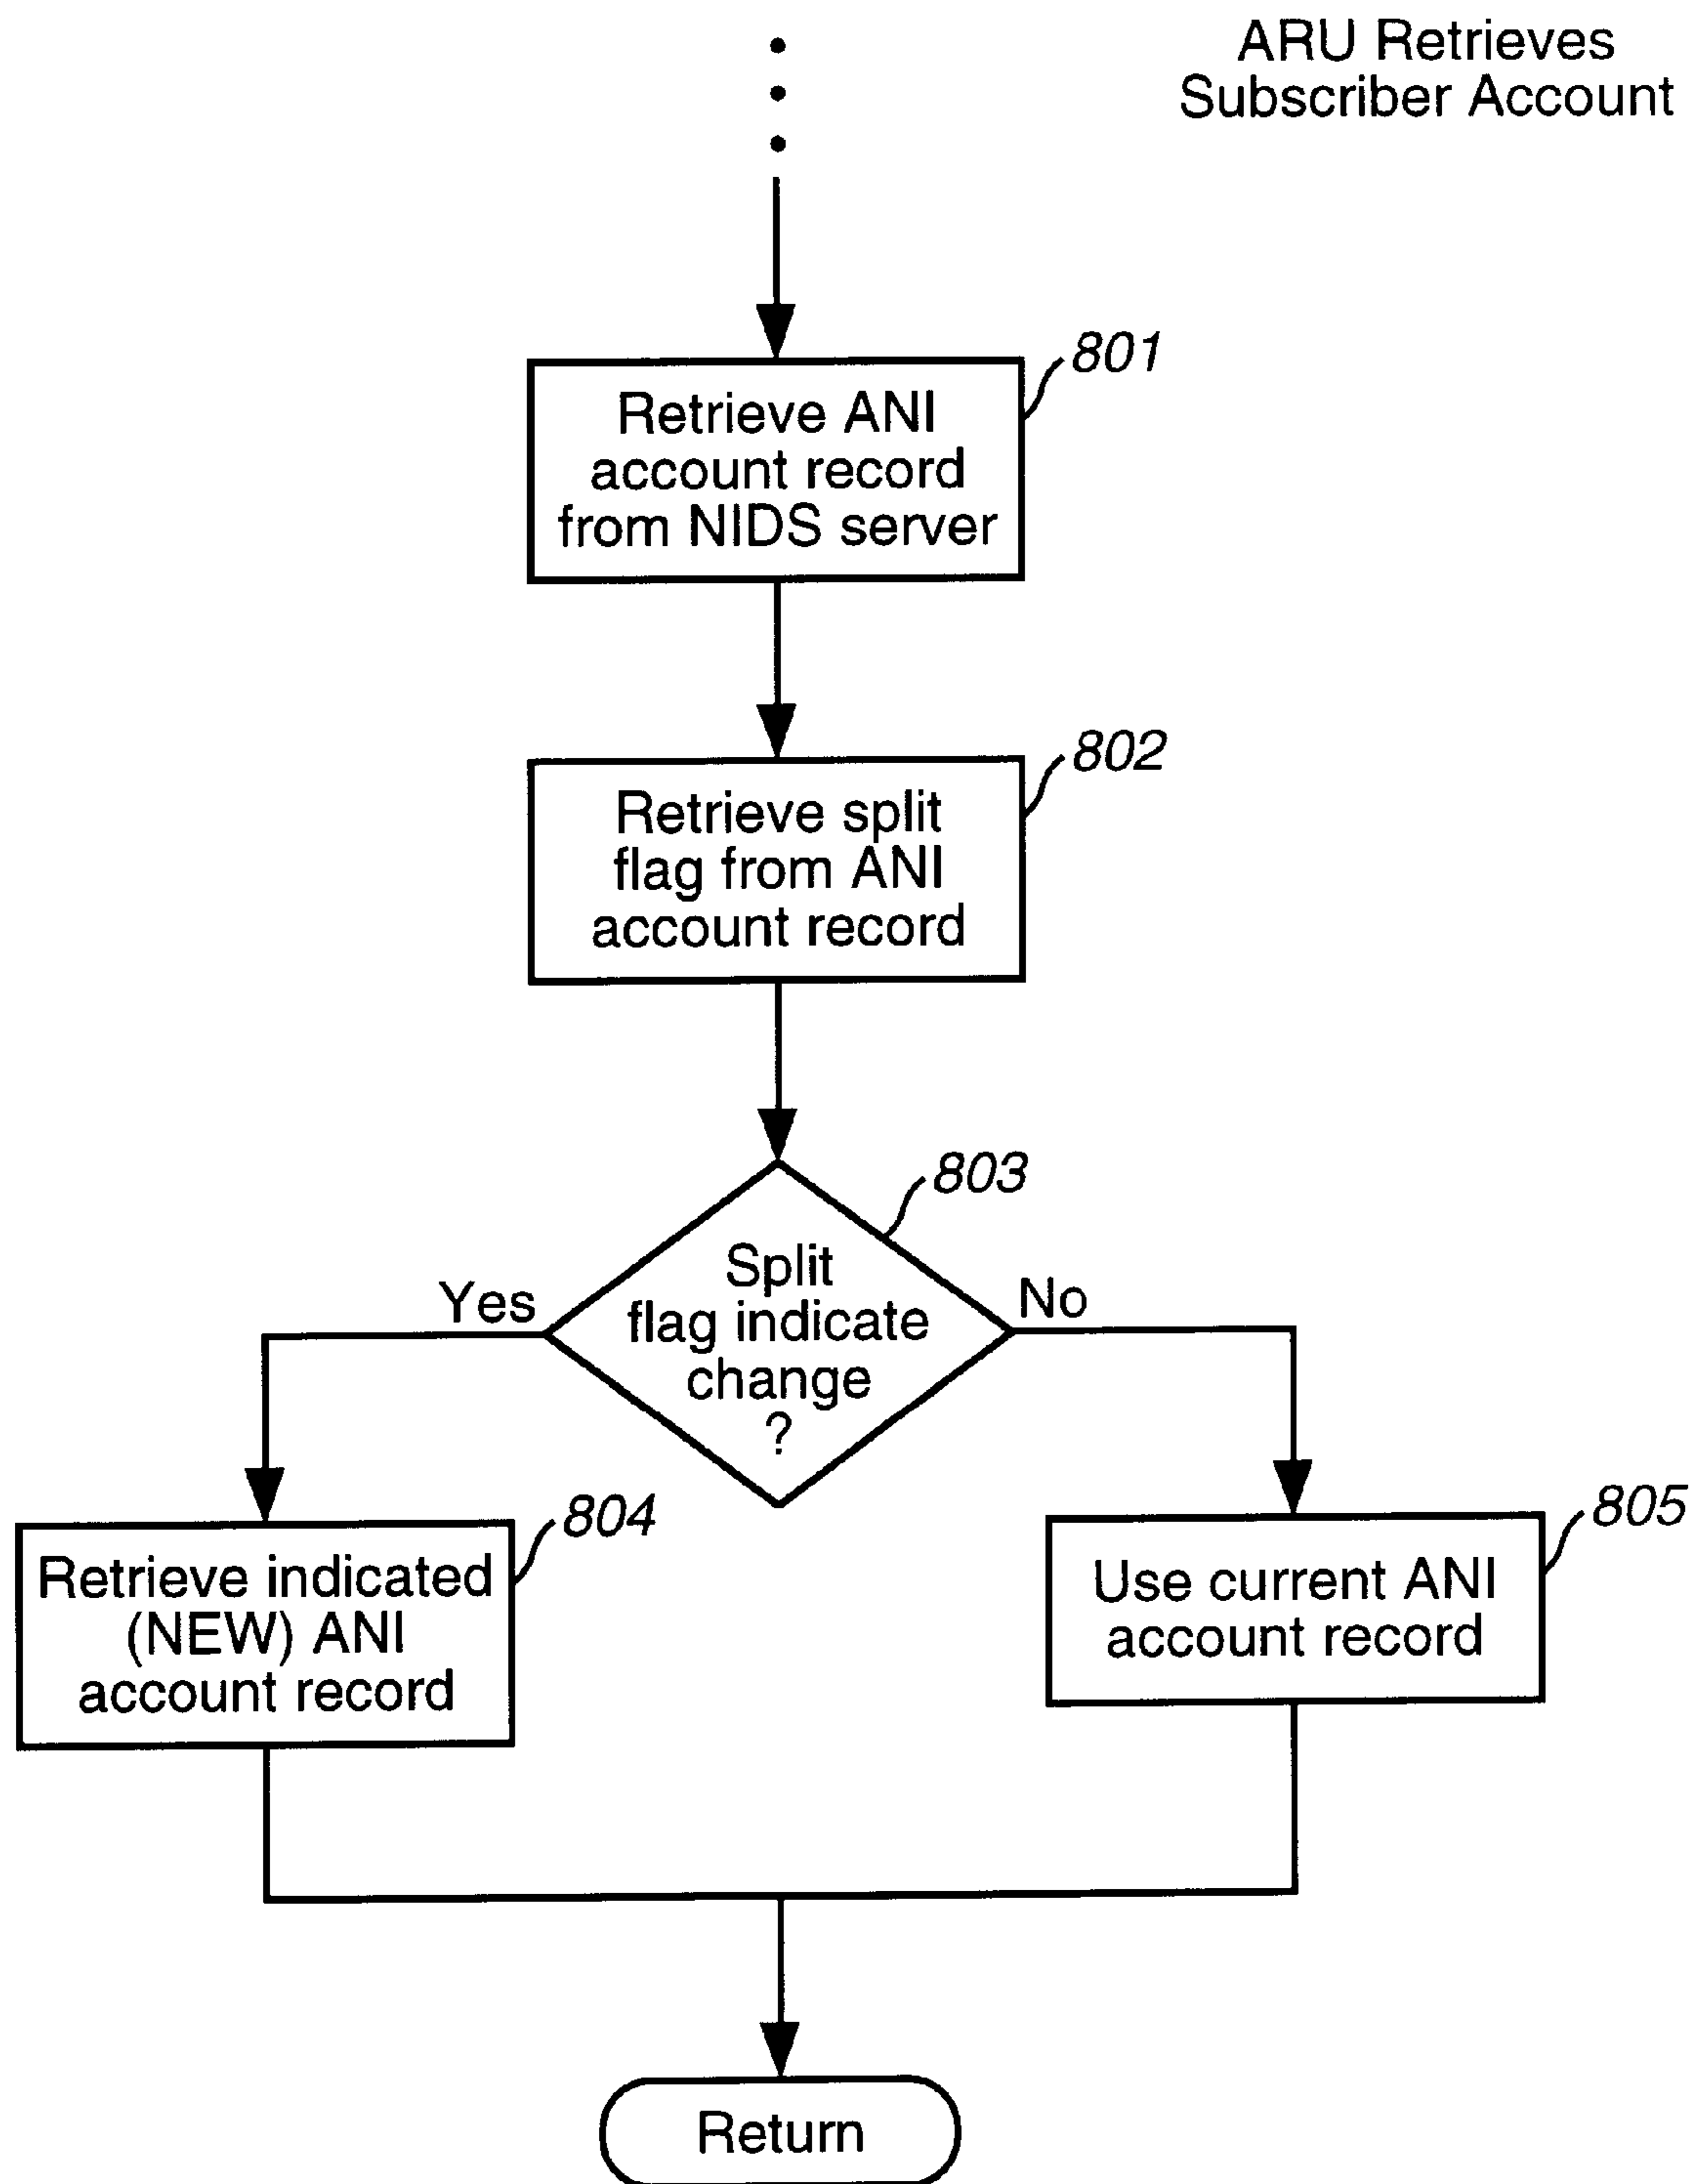 ARU Retrieves
Subscriber Account
801
Retrieve ANI
account record
from NIDS server
802
Retrieve split
flag from ANI
account record
803
Split
flag indicate
change
?
Yes
No
804
Retrieve indicated
(NEW) ANI
account record
805
Use current ANI
account record
Return